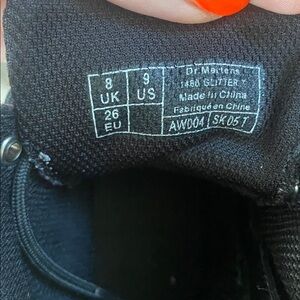 8 UK
9 US
26 EU
Dr.Martens
1460 GLITTER T
Made in China
Fabriqué en Chine
AW004 SK05T